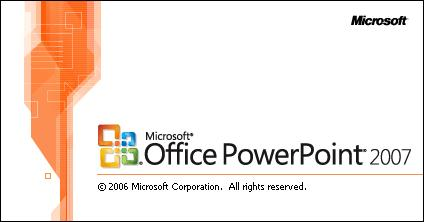 Microsoft
Microsoft®
Office PowerPoint® 2007
© 2006 Microsoft Corporation. All rights reserved.